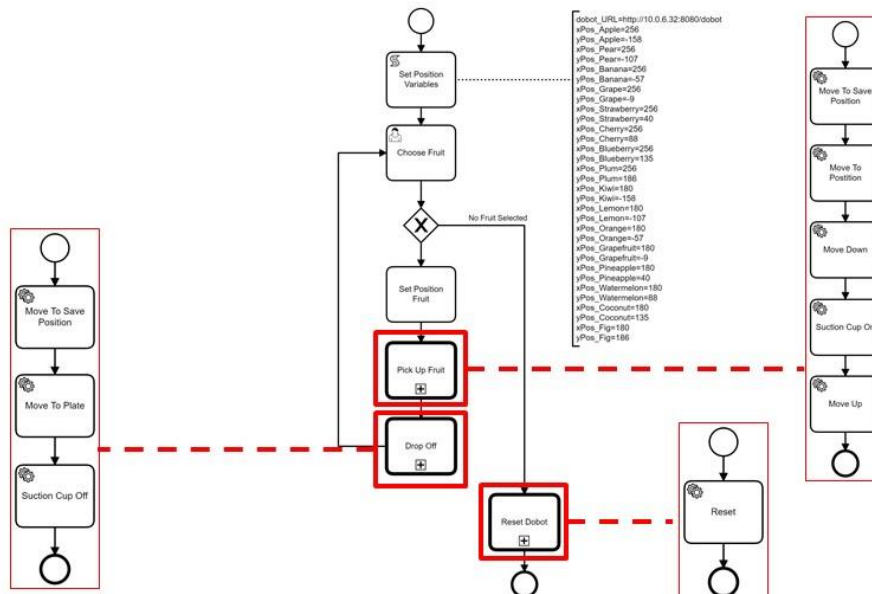 dobot_URL=http://10.0.6.32:8080/dobot
xPos_Apple=256
yPos_Apple=-158
xPos_Pear=256
yPos_Pear=-107
xPos_Banana=256
yPos_Banana=-57
xPos_Grape=256
yPos_Grape=-9
xPos_Strawberry=256
yPos_Strawberry=40
xPos_Cherry=256
yPos_Cherry=88
xPos_Blueberry=256
yPos_Blueberry=135
xPos_Plum=256
yPos_Plum=186
xPos_Kiwi=180
yPos_Kiwi=-158
xPos_Lemon=180
yPos_Lemon=-107
xPos_Orange=180
yPos_Orange=-57
xPos_Grapefruit=180
yPos_Grapefruit=-9
xPos_Pineapple=180
yPos_Pineapple=40
xPos_Watermelon=180
yPos_Watermelon=88
xPos_Coconut=180
yPos_Coconut=135
xPos_Fig=180
yPos_Fig=186
Set Position
Variables
Choose Fruit
X
No Fruit Selected
Set Position
Fruit
Pick Up Fruit
Drop Off
Reset Dobot
Move To Save
Position
Move To Plate
Suction Cup Off
Move To Save
Position
Move To
Postition
Move Down
Suction Cup On
Move Up
Reset